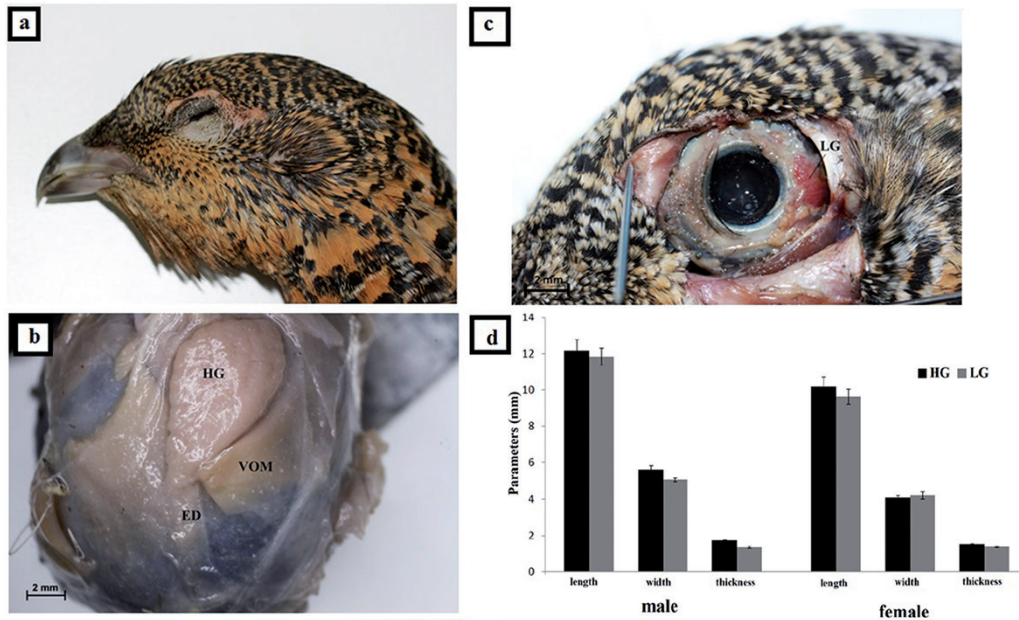 a
b
HG
VOM
ED
2 mm
c
LG
2 mm
d
14
12
10
8
6
4
2
0
Parameters (mm)
HG LG
length width thickness length width thickness
male female